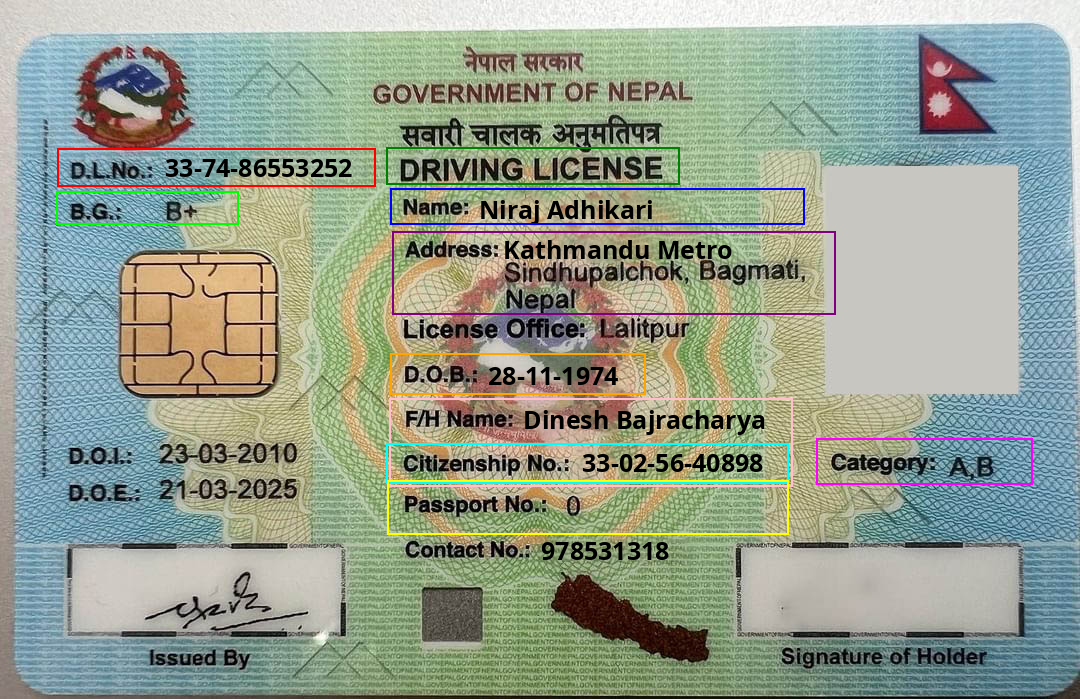 नेपाल सरकार
GOVERNMENT OF NEPAL
सवारी चालक अनुमतिपत्र
DRIVING LICENSE
D.L.No.: 33-74-86553252
B.G.: B+
Name: Niraj Adhikari
Address: Kathmandu Metro
Sindhupalchok, Bagmati,
Nepal
License Office: Lalitpur
D.O.B.: 28-11-1974
F/H Name: Dinesh Bajracharya
Citizenship No.: 33-02-56-40898
Category: A,B
Passport No.: 0
Contact No.: 978531318
D.O.I.: 23-03-2010
D.O.E.: 21-03-2025
Issued By
Signature of Holder